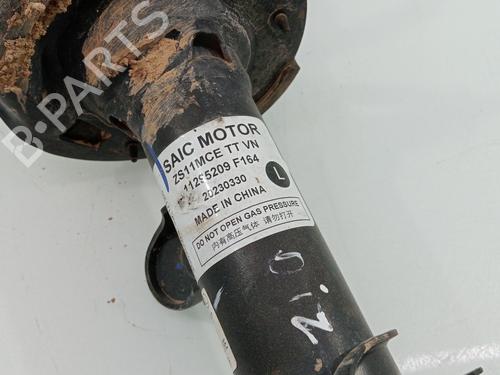 B-PARTS
SAIC MOTOR
ZS11MCE TT VN
11285209 F164
20230330
L
MADE IN CHINA
DO NOT OPEN GAS PRESSURE
内有高压气体 请勿打开